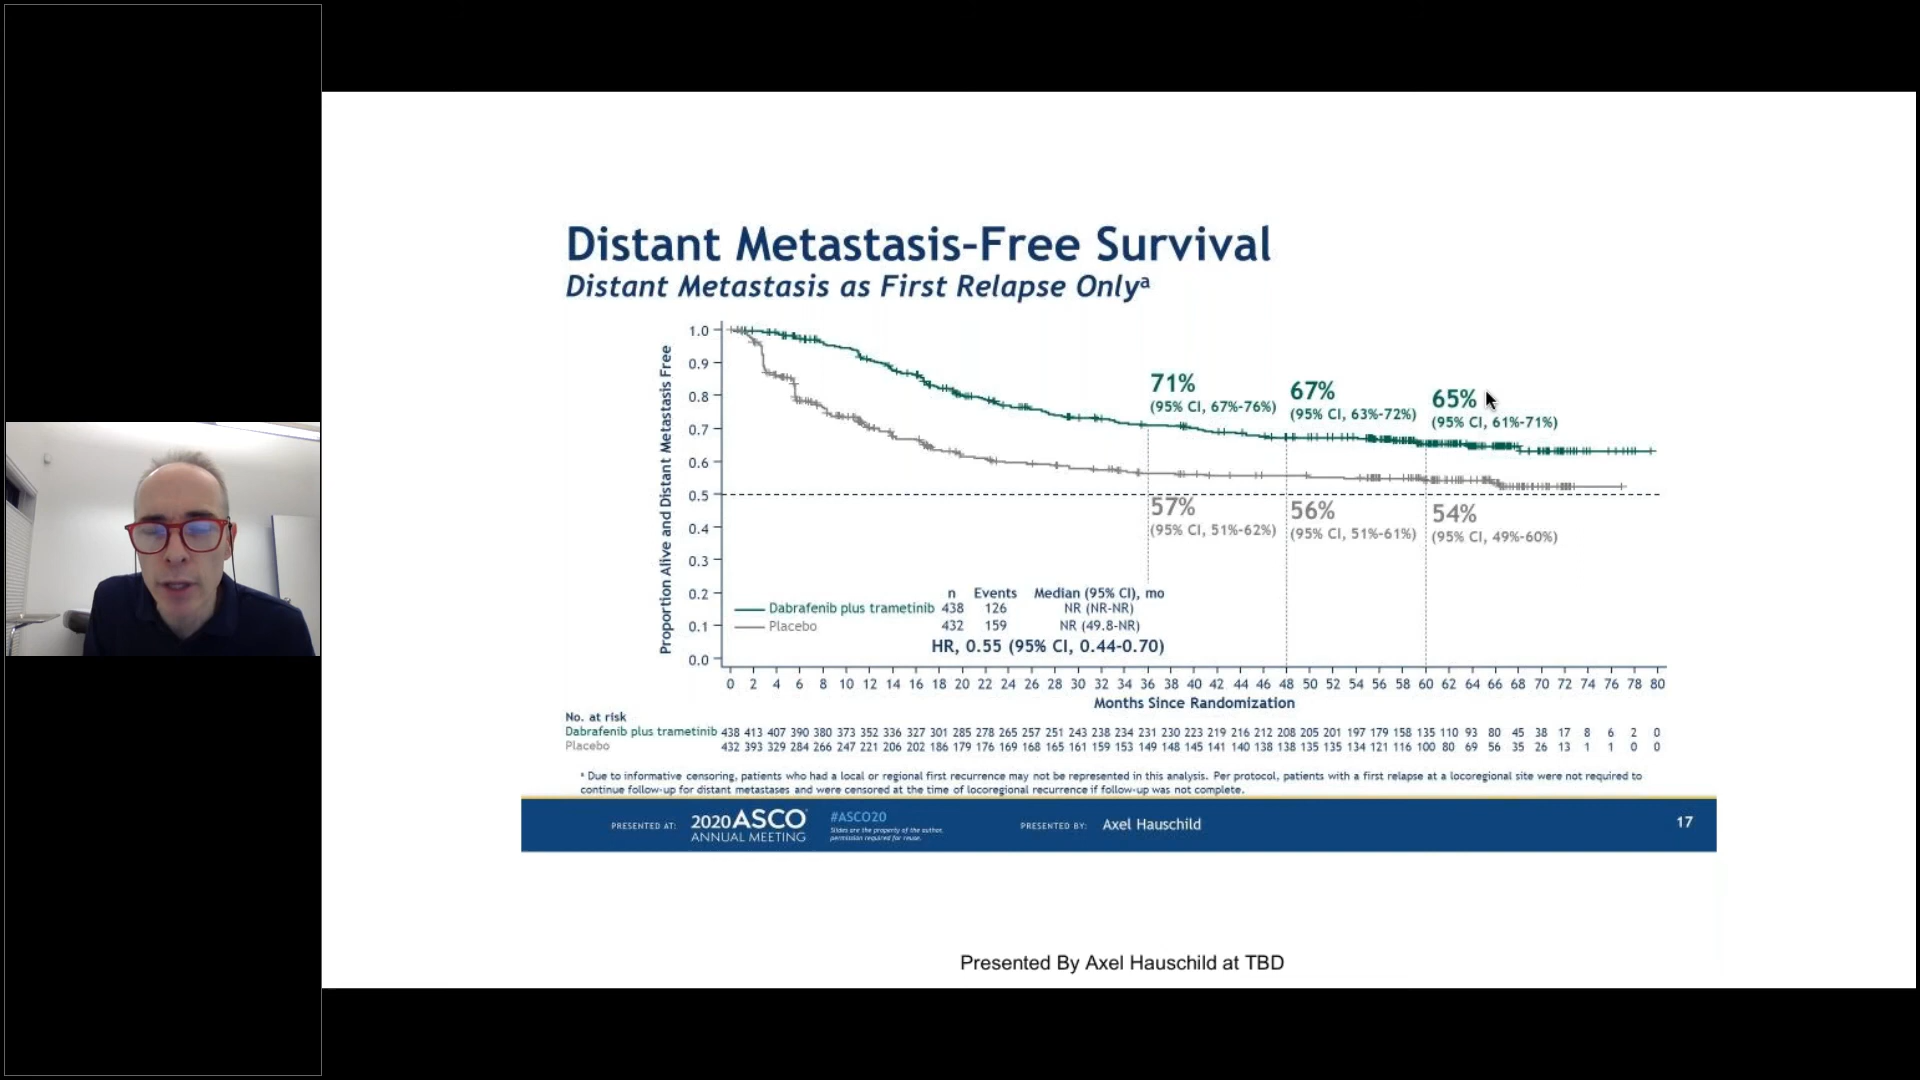 Distant Metastasis-Free Survival
Distant Metastasis as First Relapse Onlyᵃ
Proportion Alive and Distant Metastasis Free
1.0
0.9
0.8
0.7
0.6
0.5
0.4
0.3
0.2
0.1
0.0
71%
(95% CI, 67%-76%)
67%
(95% CI, 63%-72%)
65%
(95% CI, 61%-71%)
57%
(95% CI, 51%-62%)
56%
(95% CI, 51%-61%)
54%
(95% CI, 49%-60%)
n Events Median (95% CI), mo
Dabrafenib plus trametinib 438 126 NR (NR-NR)
Placebo 432 159 NR (49.8-NR)
HR, 0.55 (95% CI, 0.44-0.70)
0 2 4 6 8 10 12 14 16 18 20 22 24 26 28 30 32 34 36 38 40 42 44 46 48 50 52 54 56 58 60 62 64 66 68 70 72 74 76 78 80
Months Since Randomization
No. at risk
Dabrafenib plus trametinib 438 413 407 390 380 373 352 336 327 301 285 278 265 257 251 243 238 234 231 230 223 219 216 212 208 205 201 197 179 158 135 110 93 80 45 38 17 8 6 2 0
Placebo 432 393 329 284 266 247 221 206 202 186 179 176 169 168 165 161 159 153 149 148 145 141 140 138 138 135 135 134 121 116 100 80 69 56 35 26 13 1 1 0 0
ᵃ Due to informative censoring, patients who had a local or regional first recurrence may not be represented in this analysis. Per protocol, patients with a first relapse at a locoregional site were not required to
continue follow-up for distant metastases and were censored at the time of locoregional recurrence if follow-up was not complete.
PRESENTED AT:
2020 ASCO
ANNUAL MEETING
#ASCO20
Slides are the property of the author,
permission required for reuse.
PRESENTED BY: Axel Hauschild
17
Presented By Axel Hauschild at TBD